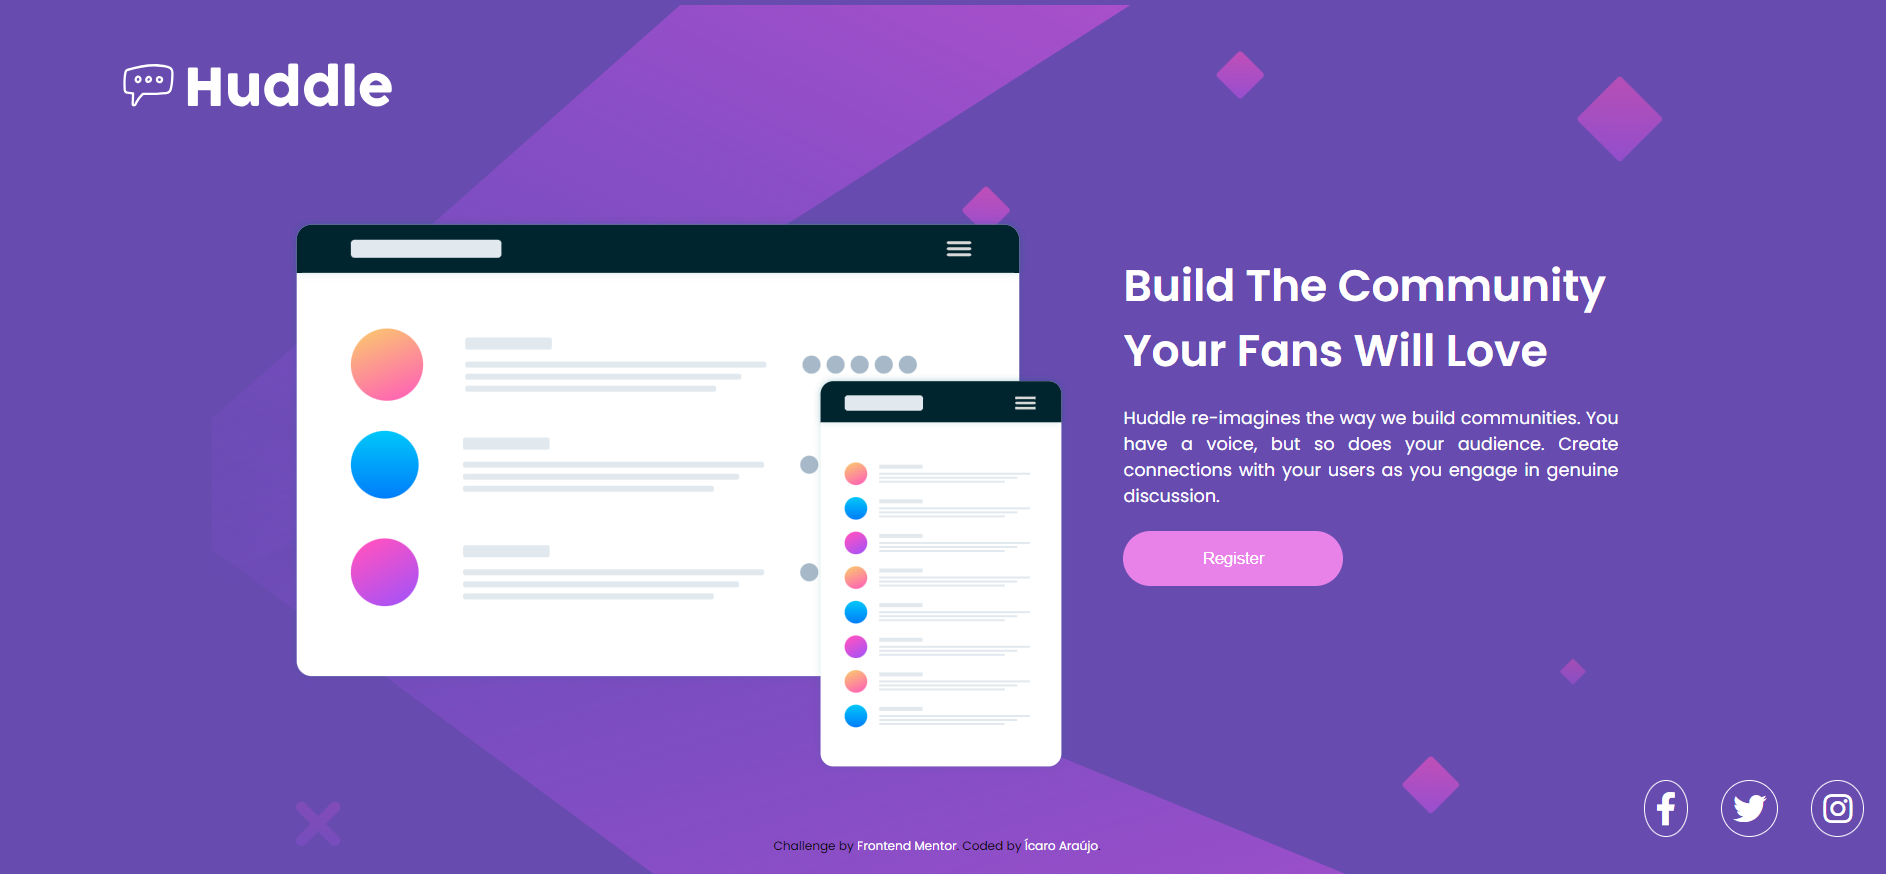 Huddle
Build The Community
Your Fans Will Love
Huddle re-imagines the way we build communities. You
have a voice, but so does your audience. Create
connections with your users as you engage in genuine
discussion.
Register
Challenge by Frontend Mentor. Coded by Ícaro Araújo.